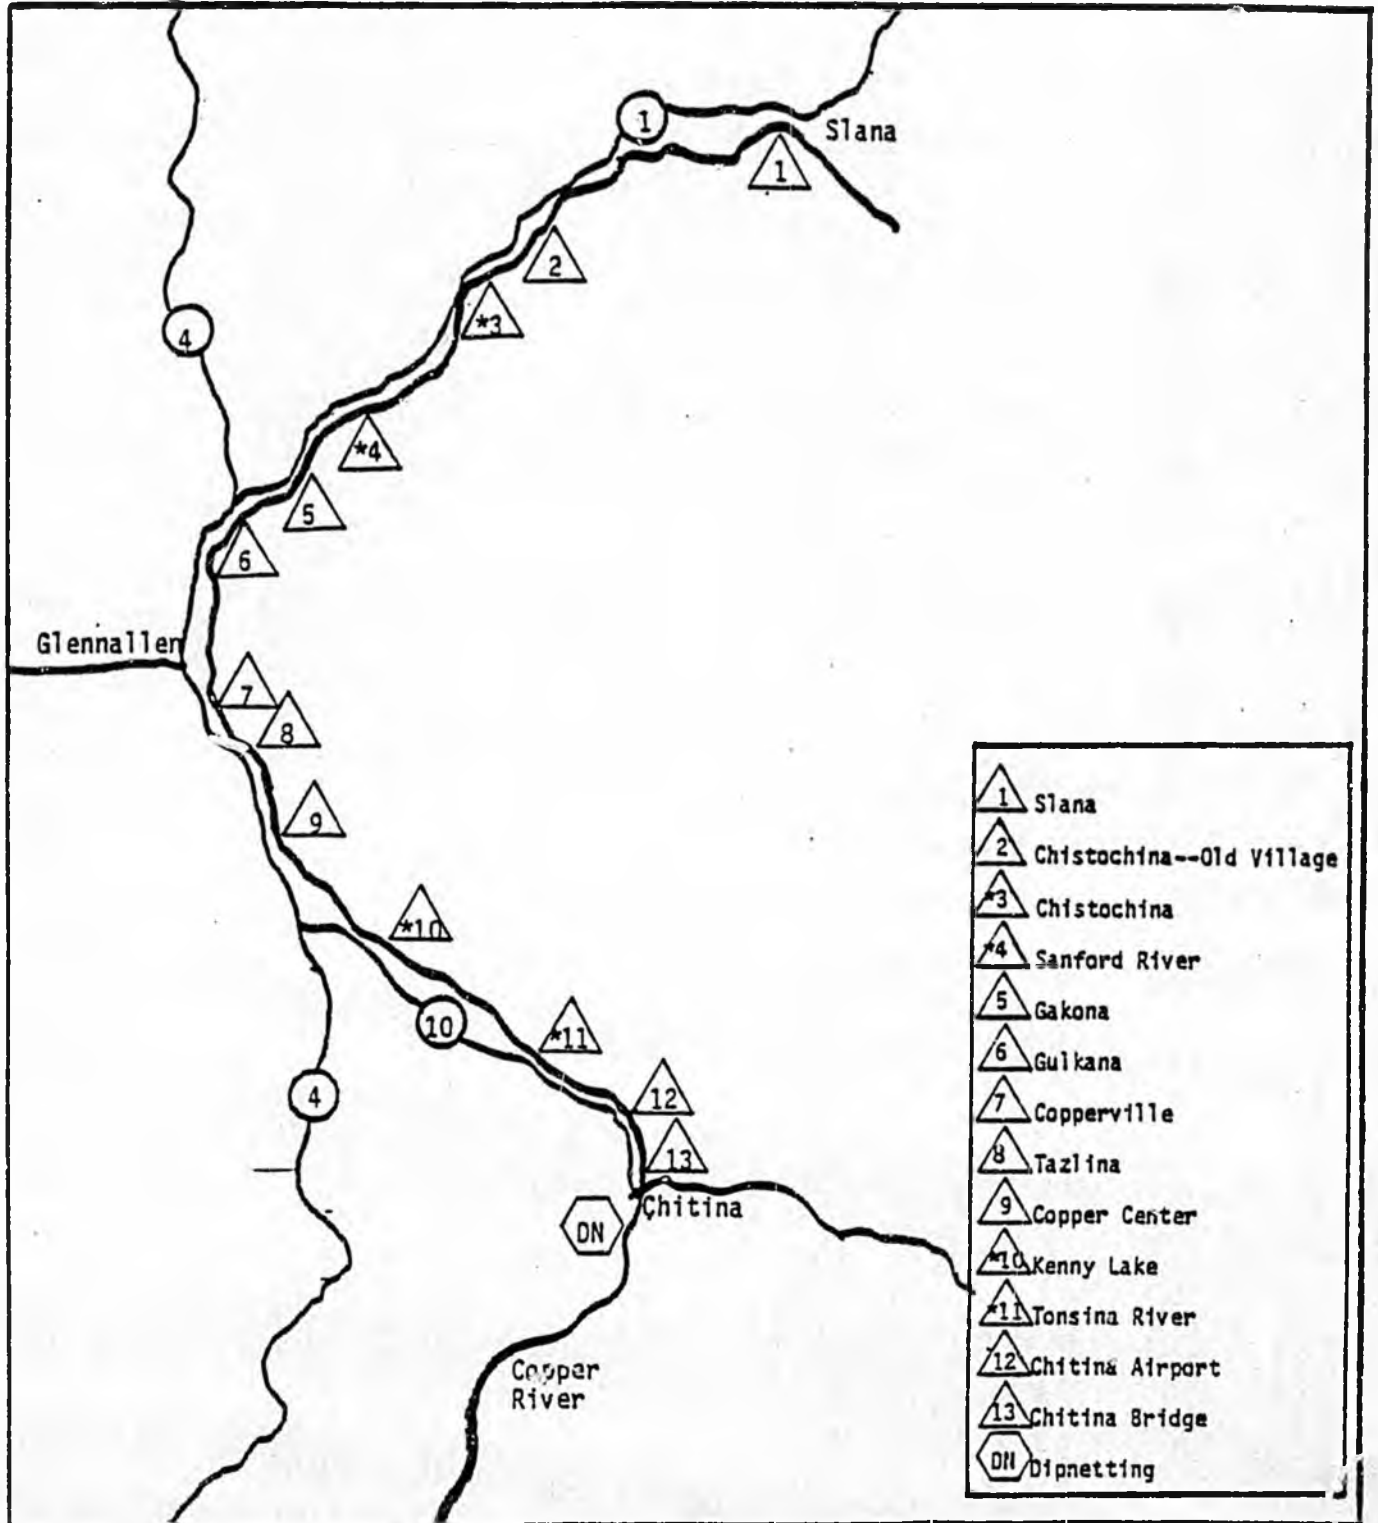 1
Slana
1
2
*3
4
*4
5
6
Glennallen
7
8
9
*10
10
*11
4
12
13
Chitina
DN
Copper
River
1 Slana
2 Chistochina--Old Village
*3 Chistochina
*4 Sanford River
5 Gakona
6 Gulkana
7 Copperville
8 Tazlina
9 Copper Center
*10 Kenny Lake
*11 Tonsina River
12 Chitina Airport
13 Chitina Bridge
DN Dipnetting